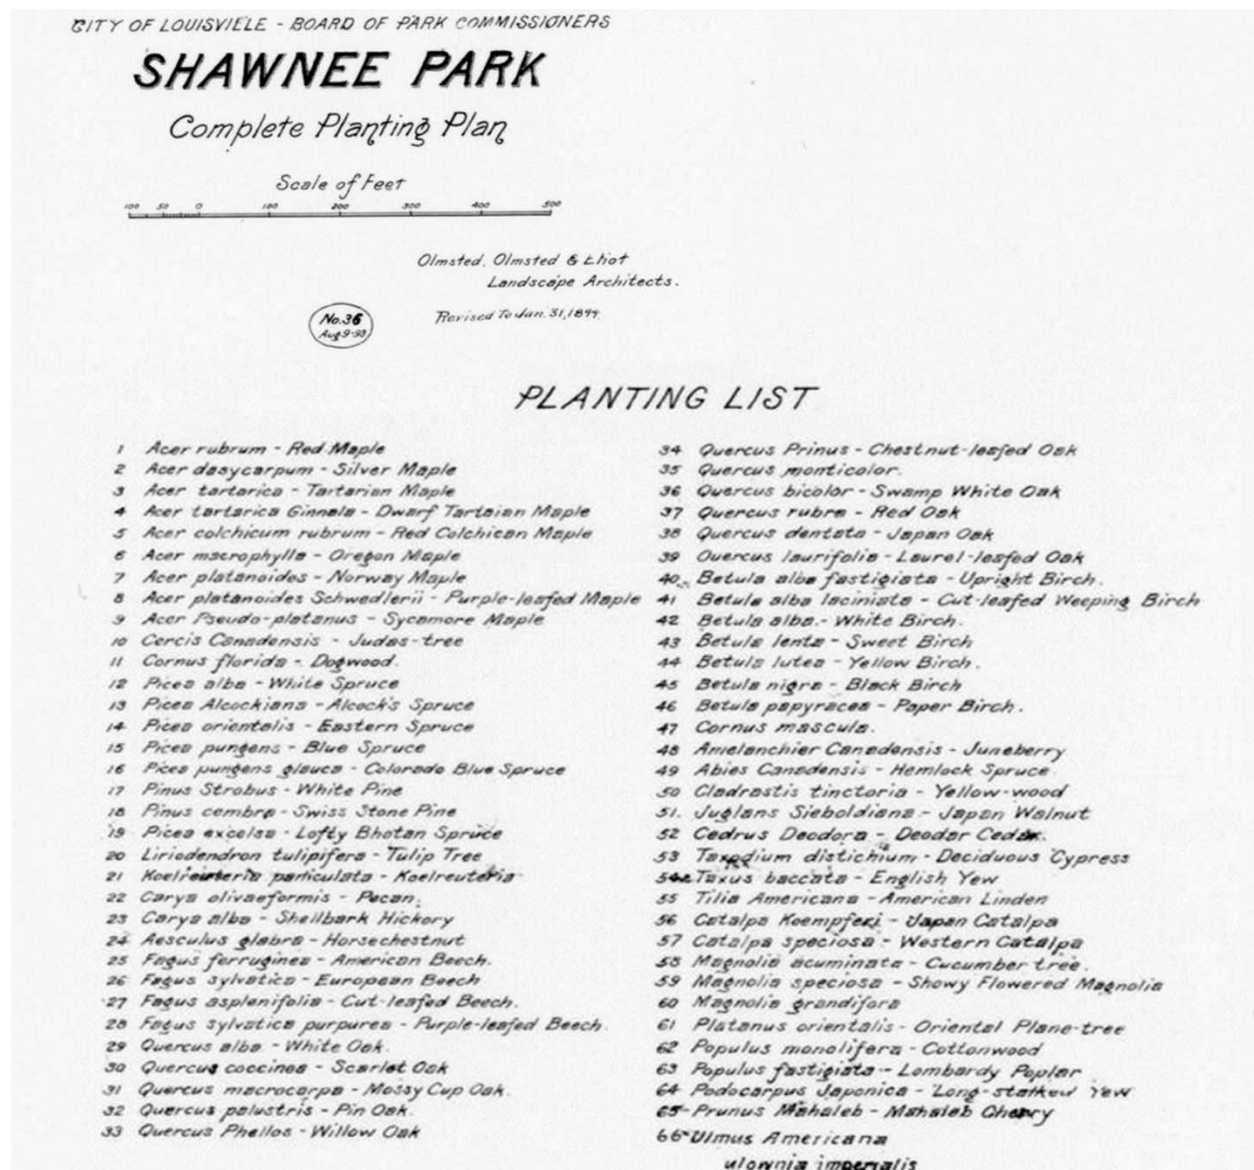 CITY OF LOUISVILLE - BOARD OF PARK COMMISSIONERS
SHAWNEE PARK
Complete Planting Plan
Scale of Feet
100 50 0 100 200 300 400 500
Olmsted, Olmsted & Eliot
Landscape Architects.
No. 36
Aug 9-93
Revised To Jan. 31, 1894
PLANTING LIST
1 Acer rubrum - Red Maple
2 Acer dasycarpum - Silver Maple
3 Acer tartarica - Tartarian Maple
4 Acer tartarica Ginnala - Dwarf Tartaian Maple
5 Acer colchicum rubrum - Red Colchican Maple
6 Acer macrophylla - Oregon Maple
7 Acer platanoides - Norway Maple
8 Acer platanoides Schwedlerii - Purple-leafed Maple
9 Acer Pseudo-platanus - Sycamore Maple
10 Cercis Canadensis - Judas-tree
11 Cornus florida - Dogwood.
12 Picea alba - White Spruce
13 Picea Alcockiana - Alcock's Spruce
14 Picea orientalis - Eastern Spruce
15 Picea pungens - Blue Spruce
16 Picea pungens glauca - Colorado Blue Spruce
17 Pinus Strobus - White Pine
18 Pinus cembra - Swiss Stone Pine
19 Picea excelsa - Lofty Bhotan Spruce
20 Liriodendron tulipifera - Tulip Tree
21 Koelreuteria paniculata - Koelreuteria
22 Carya olivaeformis - Pecan.
23 Carya alba - Shellbark Hickory
24 Aesculus glabra - Horsechestnut
25 Fagus ferruginea - American Beech.
26 Fagus sylvatica - European Beech
27 Fagus asplenifolia - Cut-leafed Beech.
28 Fagus sylvatica purpurea - Purple-leafed Beech.
29 Quercus alba - White Oak.
30 Quercus coccinea - Scarlet Oak
31 Quercus macrocarpa - Mossy Cup Oak.
32 Quercus palustris - Pin Oak.
33 Quercus Phellos - Willow Oak
34 Quercus Prinus - Chestnut-leafed Oak
35 Quercus monticolor.
36 Quercus bicolor - Swamp White Oak
37 Quercus rubra - Red Oak
38 Quercus dentata - Japan Oak
39 Quercus laurifolia - Laurel-leafed Oak
40 Betula alba fastigiata - Upright Birch.
41 Betula alba laciniata - Cut-leafed Weeping Birch
42 Betula alba - White Birch.
43 Betula lenta - Sweet Birch
44 Betula lutea - Yellow Birch.
45 Betula nigra - Black Birch
46 Betula papyracea - Paper Birch.
47 Cornus mascula.
48 Amelanchier Canadensis - Juneberry
49 Abies Canadensis - Hemlock Spruce
50 Cladrastis tinctoria - Yellow-wood
51. Juglans Sieboldiana - Japan Walnut
52 Cedrus Deodora - Deodar Cedar.
53 Taxodium distichium - Deciduous Cypress
54 Taxus baccata - English Yew
55 Tilia Americana - American Linden
56 Catalpa Koempferi - Japan Catalpa
57 Catalpa speciosa - Western Catalpa
58 Magnolia acuminata - Cucumber tree.
59 Magnolia speciosa - Showy Flowered Magnolia
60 Magnolia grandifora
61 Platanus orientalis - Oriental Plane-tree
62 Populus monolifera - Cottonwood
63 Populus fastigiata - Lombardy Poplar
64 Podocarpus Japonica - Long-stalked Yew
65 Prunus Mahaleb - Mahaleb Cherry
66 Ulmus Americana
ulownia imperialis